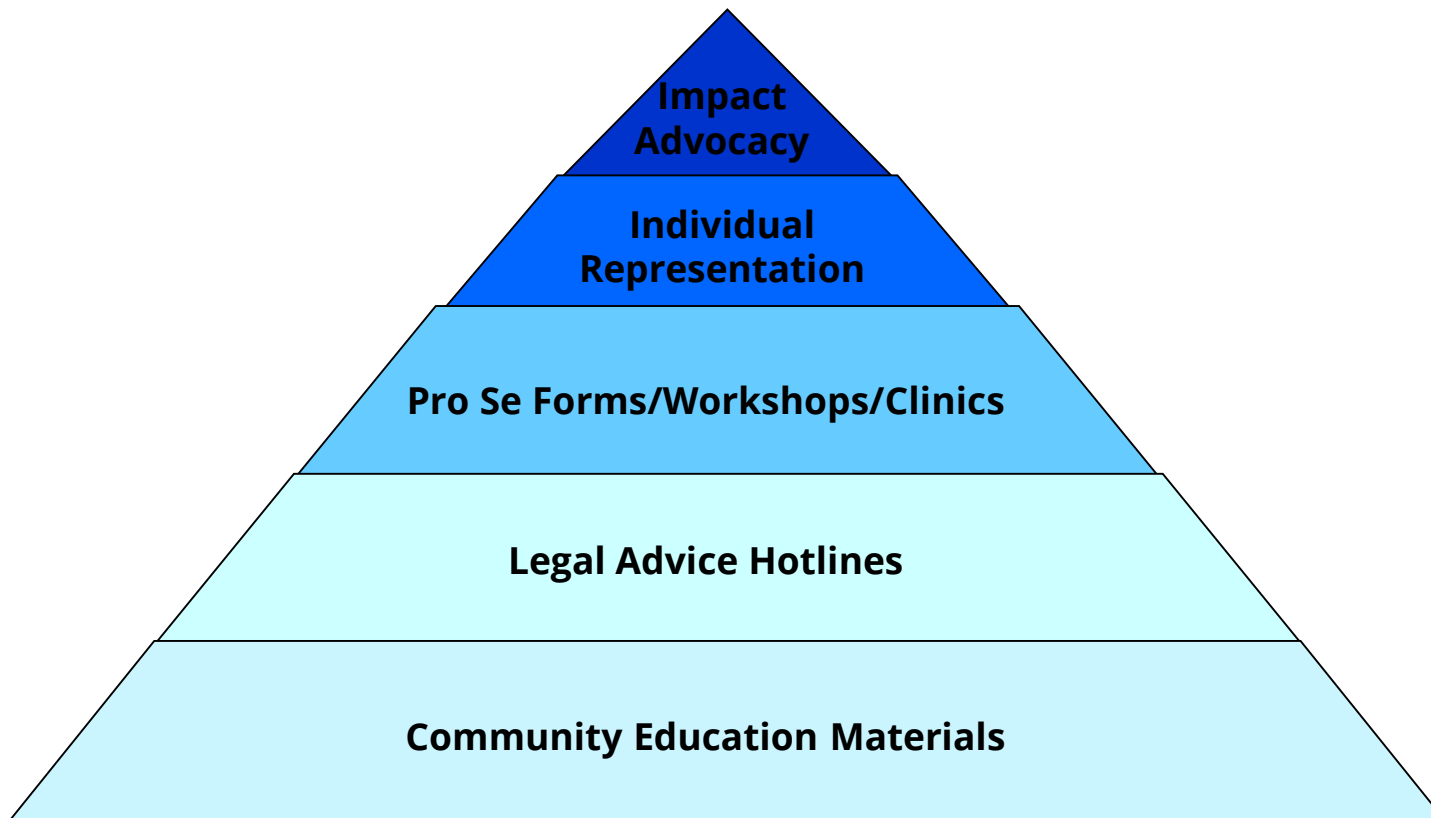 Impact
Advocacy
Individual
Representation
Pro Se Forms/Workshops/Clinics
Legal Advice Hotlines
Community Education Materials